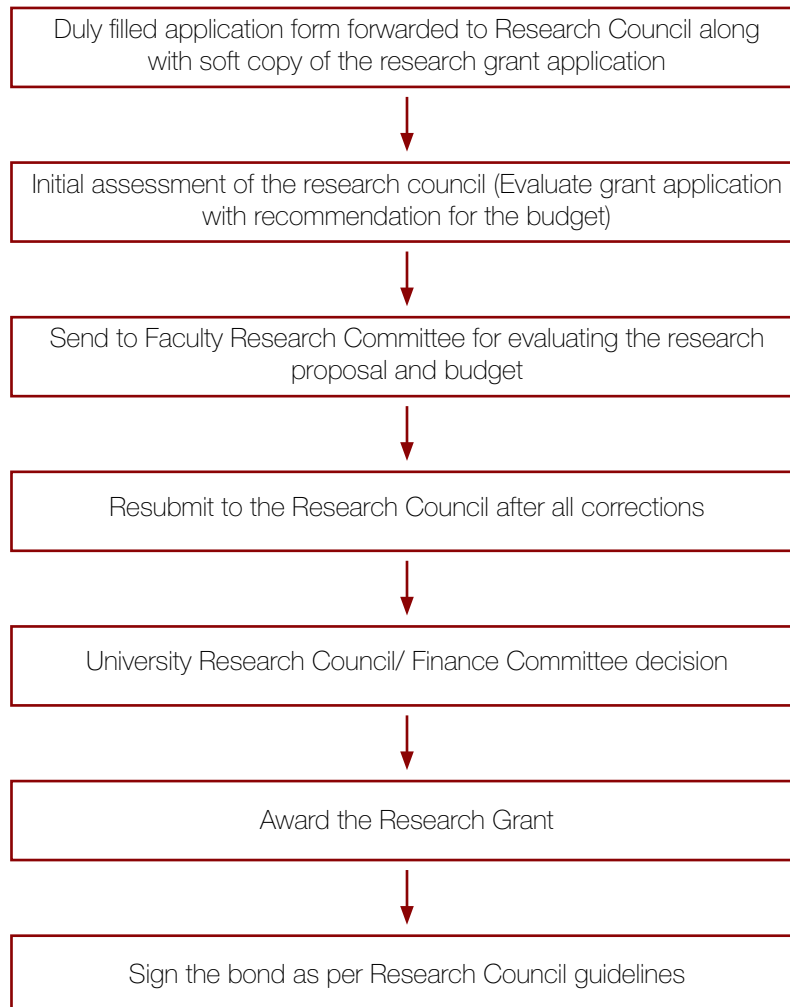 Duly filled application form forwarded to Research Council along
with soft copy of the research grant application
Initial assessment of the research council (Evaluate grant application
with recommendation for the budget)
Send to Faculty Research Committee for evaluating the research
proposal and budget
Resubmit to the Research Council after all corrections
University Research Council/ Finance Committee decision
Award the Research Grant
Sign the bond as per Research Council guidelines